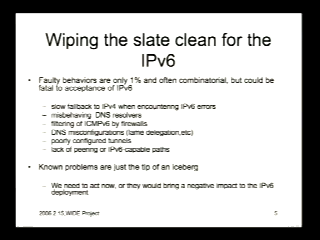 Wiping the slate clean for the
IPv6
• Faulty behaviors are only 1% and often combinatorial, but could be
fatal to acceptance of IPv6
– slow fallback to IPv4 when encountering IPv6 errors
– misbehaving DNS resolvers
– filtering of ICMPv6 by firewalls
– DNS misconfigurations (lame delegation,etc)
– poorly configured tunnels
– lack of peering or IPv6-capable paths
• Known problems are just the tip of an iceberg
– We need to act now, or they would bring a negative impact to the IPv6
deployment
2006.2.15,WIDE Project
5